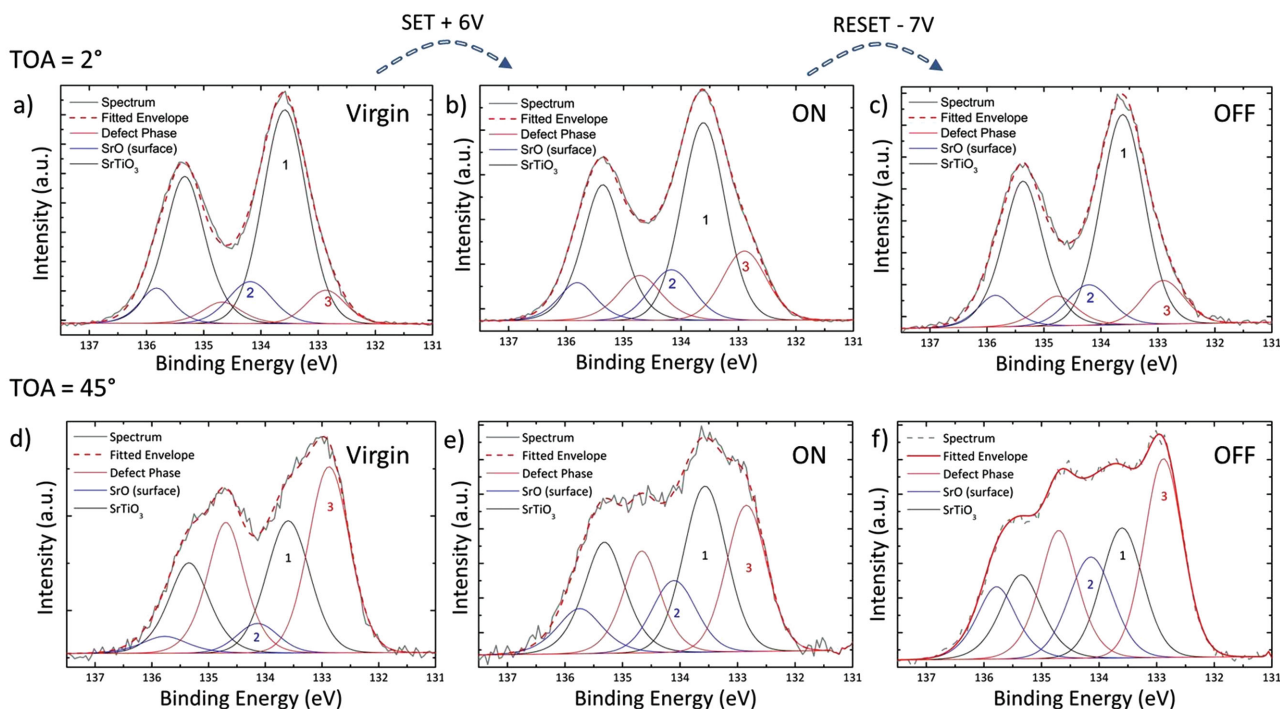 SET + 6V
RESET - 7V
TOA = 2°
a)
Virgin
Spectrum
Fitted Envelope
Defect Phase
SrO (surface)
SrTiO3
1
2
3
Intensity (a.u.)
137 136 135 134 133 132 131
Binding Energy (eV)
b)
ON
Spectrum
Fitted Envelope
Defect Phase
SrO (surface)
SrTiO3
1
2
3
Intensity (a.u.)
137 136 135 134 133 132 131
Binding Energy (eV)
c)
OFF
Spectrum
Fitted Envelope
Defect Phase
SrO (surface)
SrTiO3
1
2
3
Intensity (a.u.)
137 136 135 134 133 132 131
Binding Energy (eV)
TOA = 45°
d)
Virgin
Spectrum
Fitted Envelope
Defect Phase
SrO (surface)
SrTiO3
1
2
3
Intensity (a.u.)
137 136 135 134 133 132 131
Binding Energy (eV)
e)
ON
Spectrum
Fitted Envelope
Defect Phase
SrO (surface)
SrTiO3
1
2
3
Intensity (a.u.)
137 136 135 134 133 132 131
Binding Energy (eV)
f)
OFF
Spectrum
Fitted Envelope
Defect Phase
SrO (surface)
SrTiO3
1
2
3
Intensity (a.u.)
137 136 135 134 133 132 131
Binding Energy (eV)